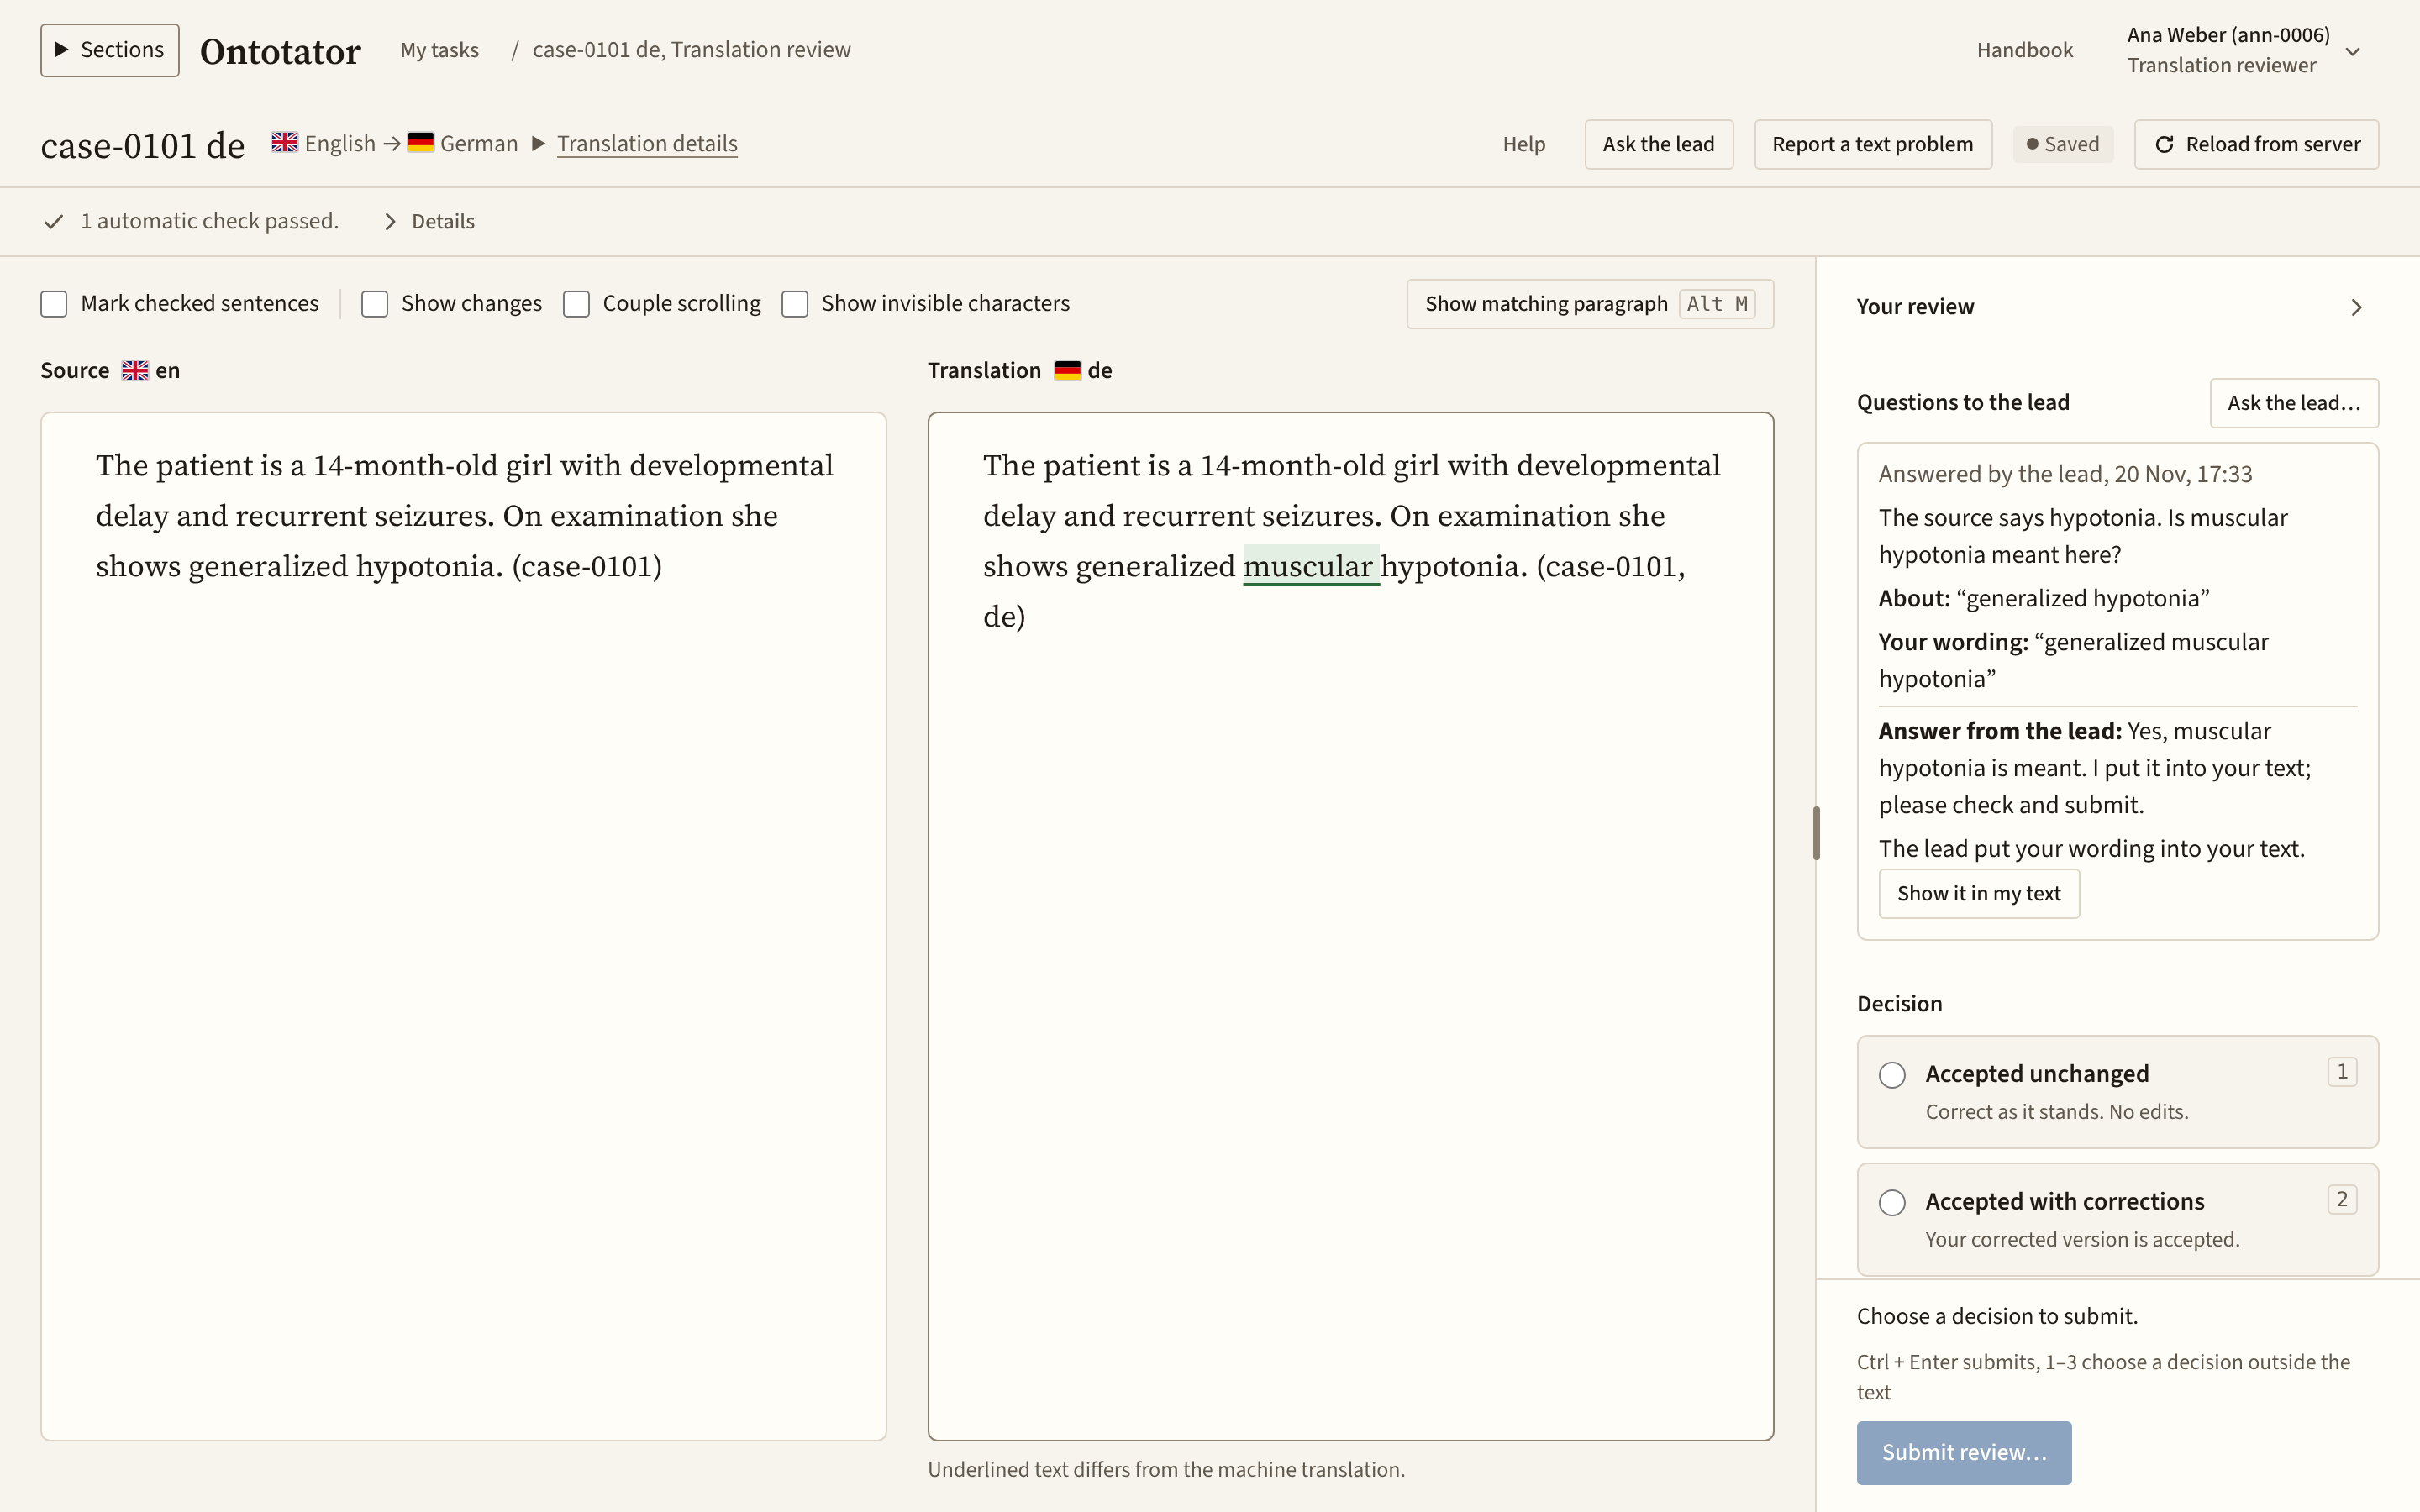 Sections
Ontotator
My tasks / case-0101 de, Translation review
Handbook
Ana Weber (ann-0006)
Translation reviewer
case-0101 de
English → German
Translation details
Help
Ask the lead
Report a text problem
Saved
Reload from server
1 automatic check passed.
Details
Mark checked sentences
Show changes
Couple scrolling
Show invisible characters
Show matching paragraph Alt M
Source en
The patient is a 14-month-old girl with developmental
delay and recurrent seizures. On examination she
shows generalized hypotonia. (case-0101)
Translation de
The patient is a 14-month-old girl with developmental
delay and recurrent seizures. On examination she
shows generalized muscular hypotonia. (case-0101,
de)
Underlined text differs from the machine translation.
Your review
Questions to the lead
Ask the lead…
Answered by the lead, 20 Nov, 17:33
The source says hypotonia. Is muscular
hypotonia meant here?
About: “generalized hypotonia”
Your wording: “generalized muscular
hypotonia”
Answer from the lead: Yes, muscular
hypotonia is meant. I put it into your text;
please check and submit.
The lead put your wording into your text.
Show it in my text
Decision
Accepted unchanged 1
Correct as it stands. No edits.
Accepted with corrections 2
Your corrected version is accepted.
Choose a decision to submit.
Ctrl + Enter submits, 1–3 choose a decision outside the
text
Submit review…